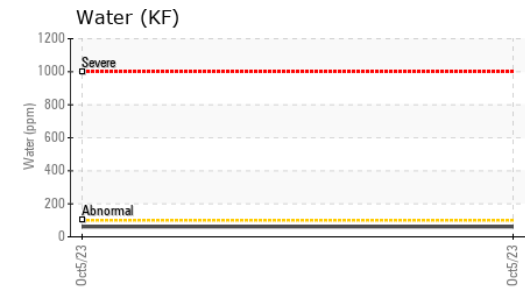 Water (KF)
1200
1000
800
600
400
200
0
Water (ppm)
Severe
Abnormal
Oct5/23
Oct5/23